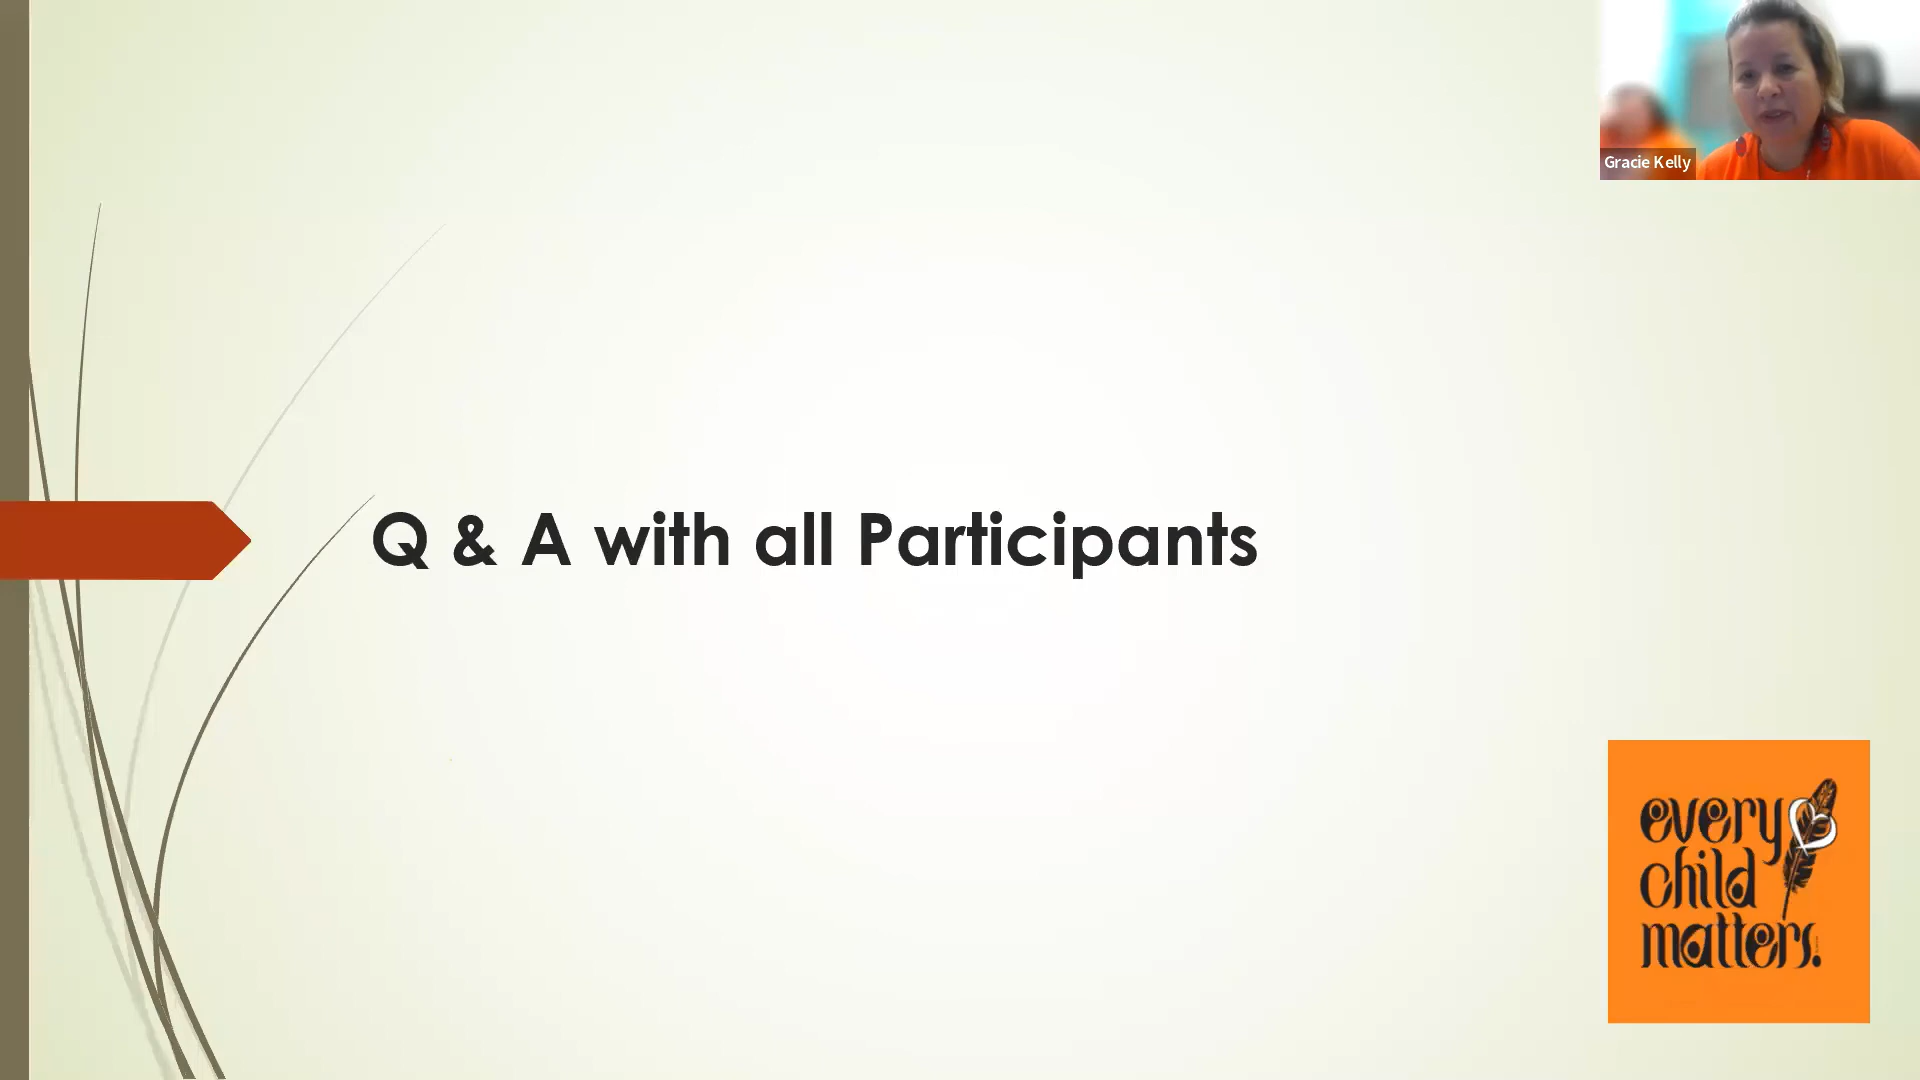 Gracie Kelly
Q & A with all Participants
every
child
matters.